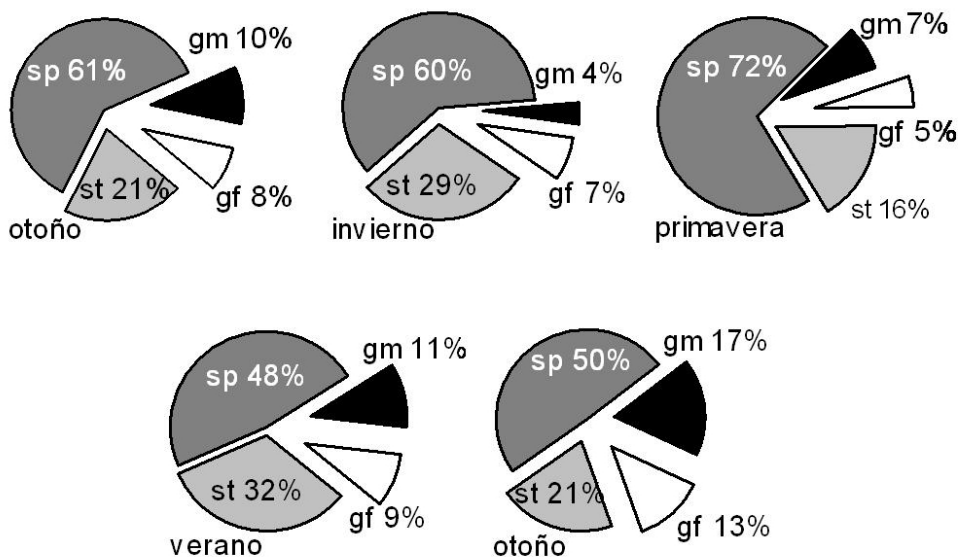 sp 61%
gm 10%
st 21%
gf 8%
otoño
sp 60%
gm 4%
st 29%
gf 7%
invierno
sp 72%
gm 7%
gf 5%
st 16%
primavera
sp 48%
gm 11%
st 32%
gf 9%
verano
sp 50%
gm 17%
st 21%
gf 13%
otoño